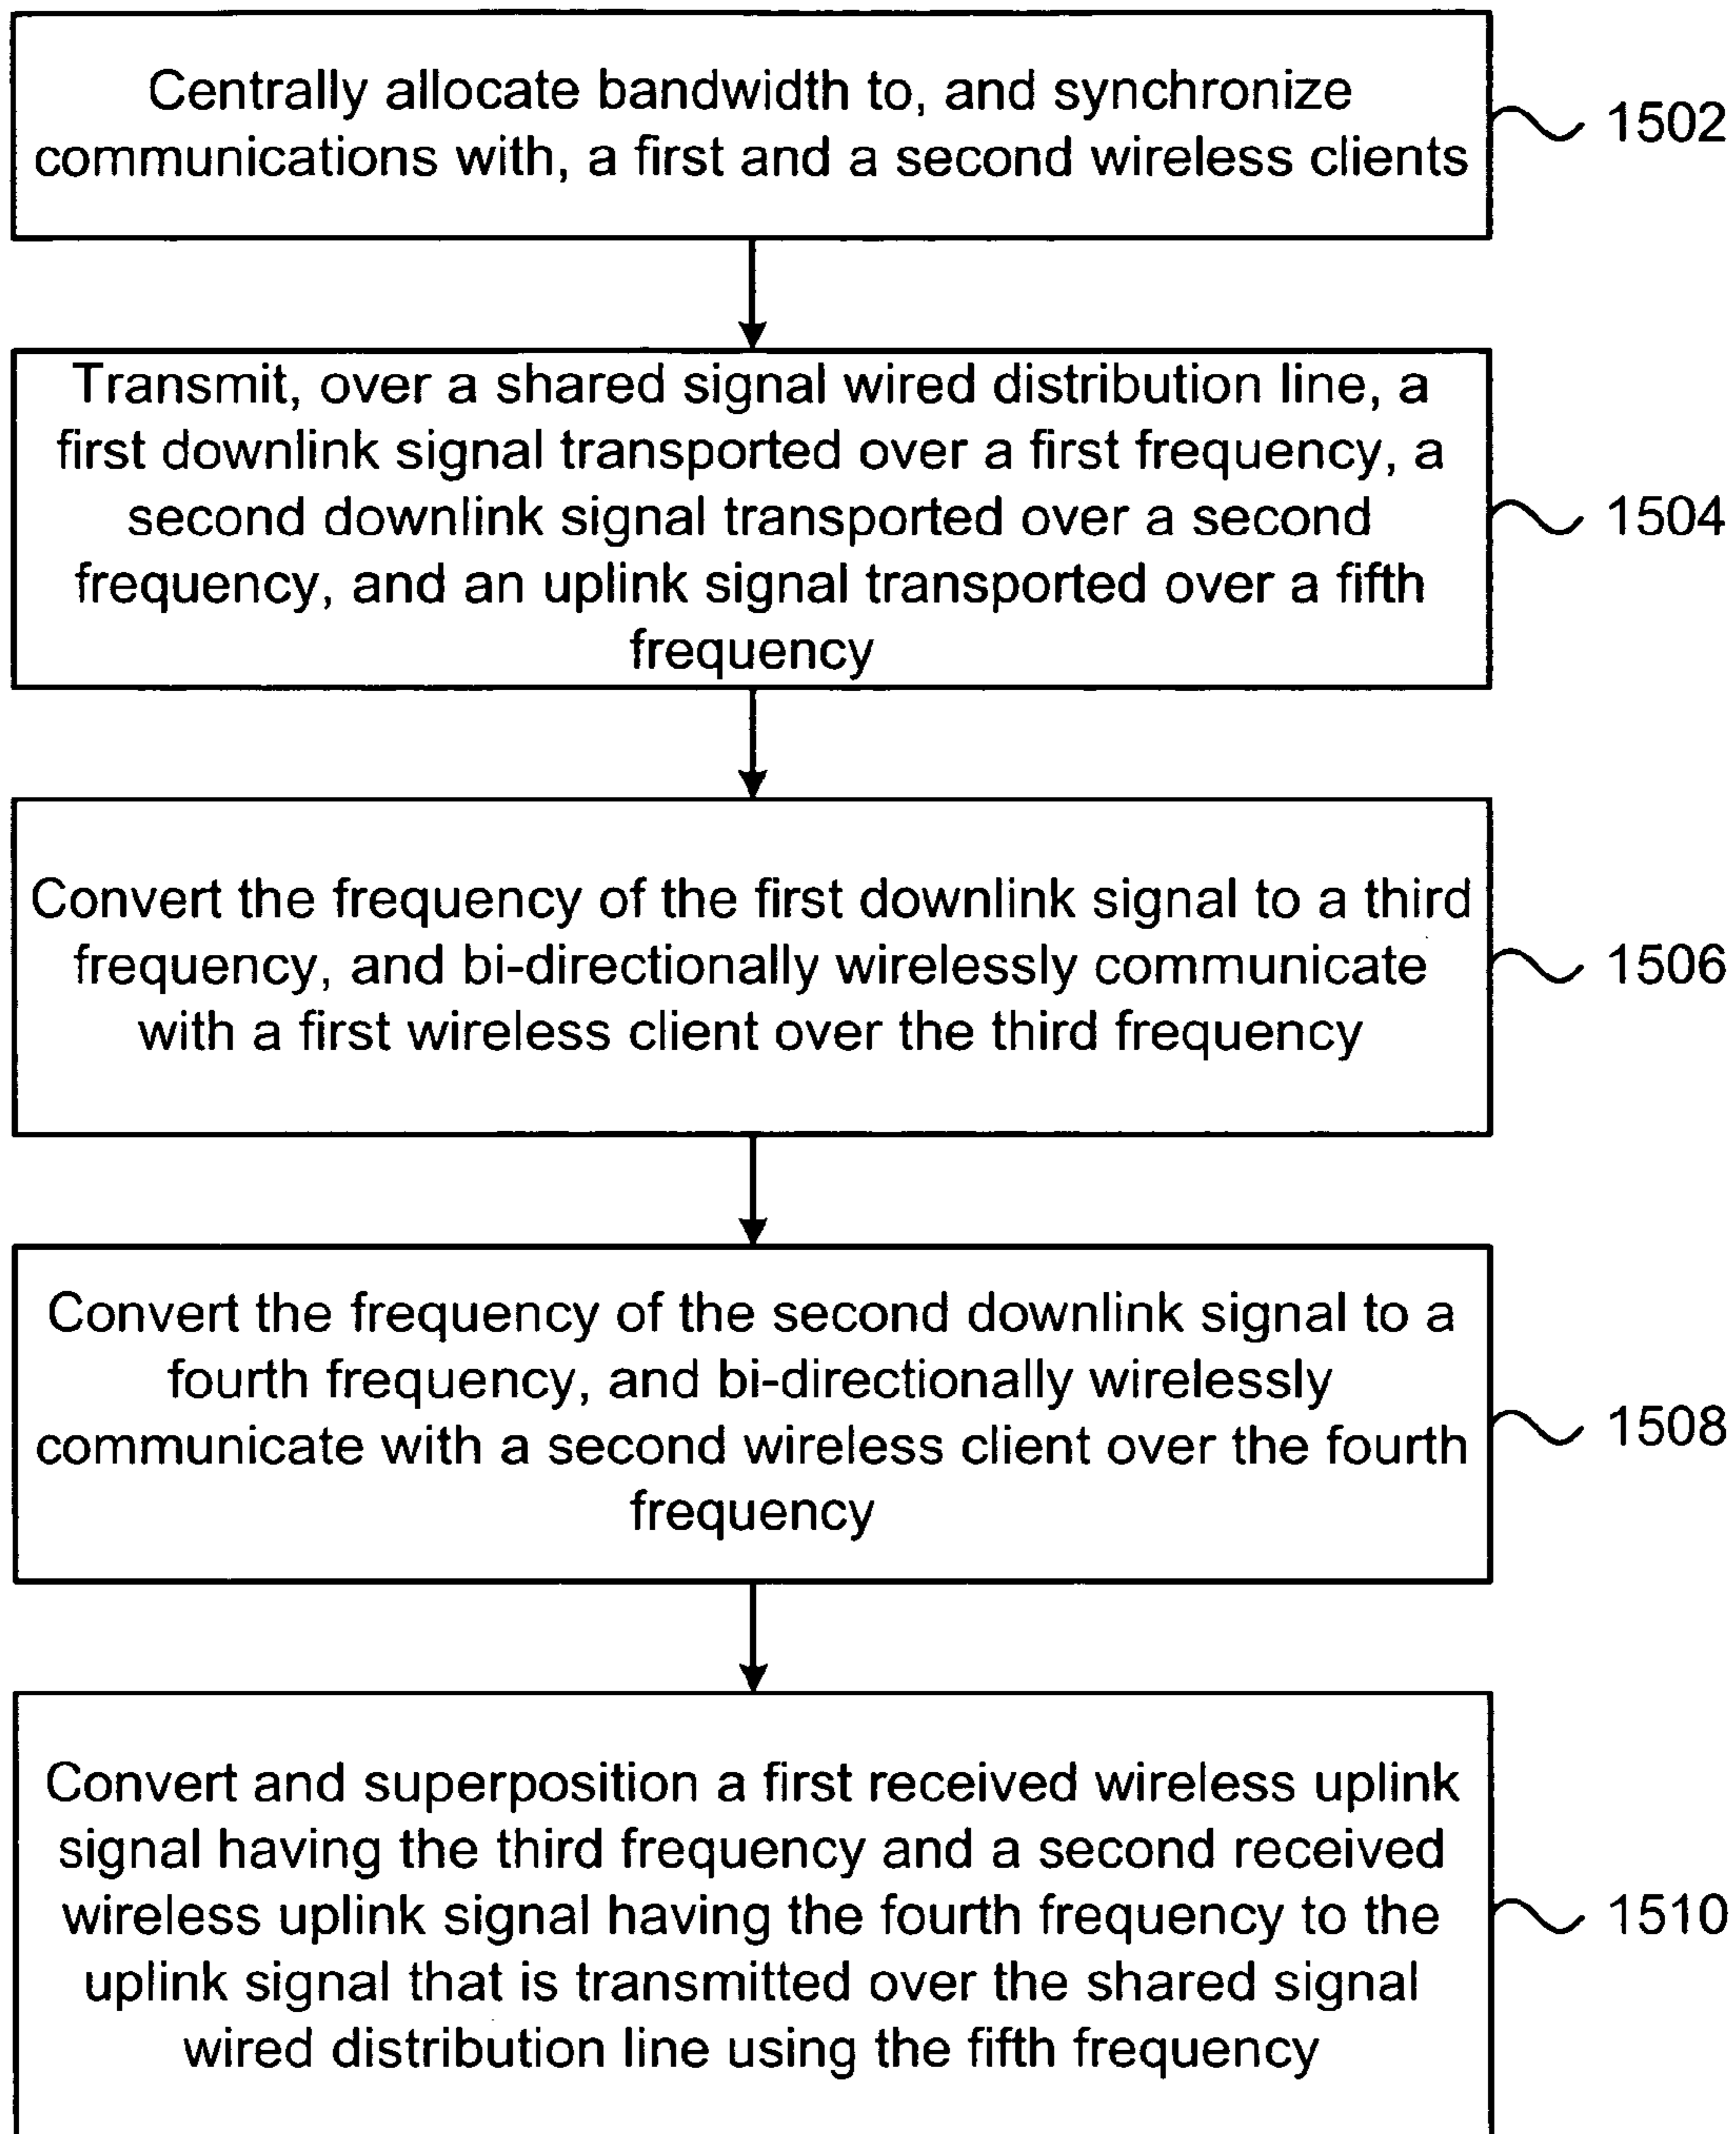 Centrally allocate bandwidth to, and synchronize
communications with, a first and a second wireless clients
1502
Transmit, over a shared signal wired distribution line, a
first downlink signal transported over a first frequency, a
second downlink signal transported over a second
frequency, and an uplink signal transported over a fifth
frequency
1504
Convert the frequency of the first downlink signal to a third
frequency, and bi-directionally wirelessly communicate
with a first wireless client over the third frequency
1506
Convert the frequency of the second downlink signal to a
fourth frequency, and bi-directionally wirelessly
communicate with a second wireless client over the fourth
frequency
1508
Convert and superposition a first received wireless uplink
signal having the third frequency and a second received
wireless uplink signal having the fourth frequency to the
uplink signal that is transmitted over the shared signal
wired distribution line using the fifth frequency
1510